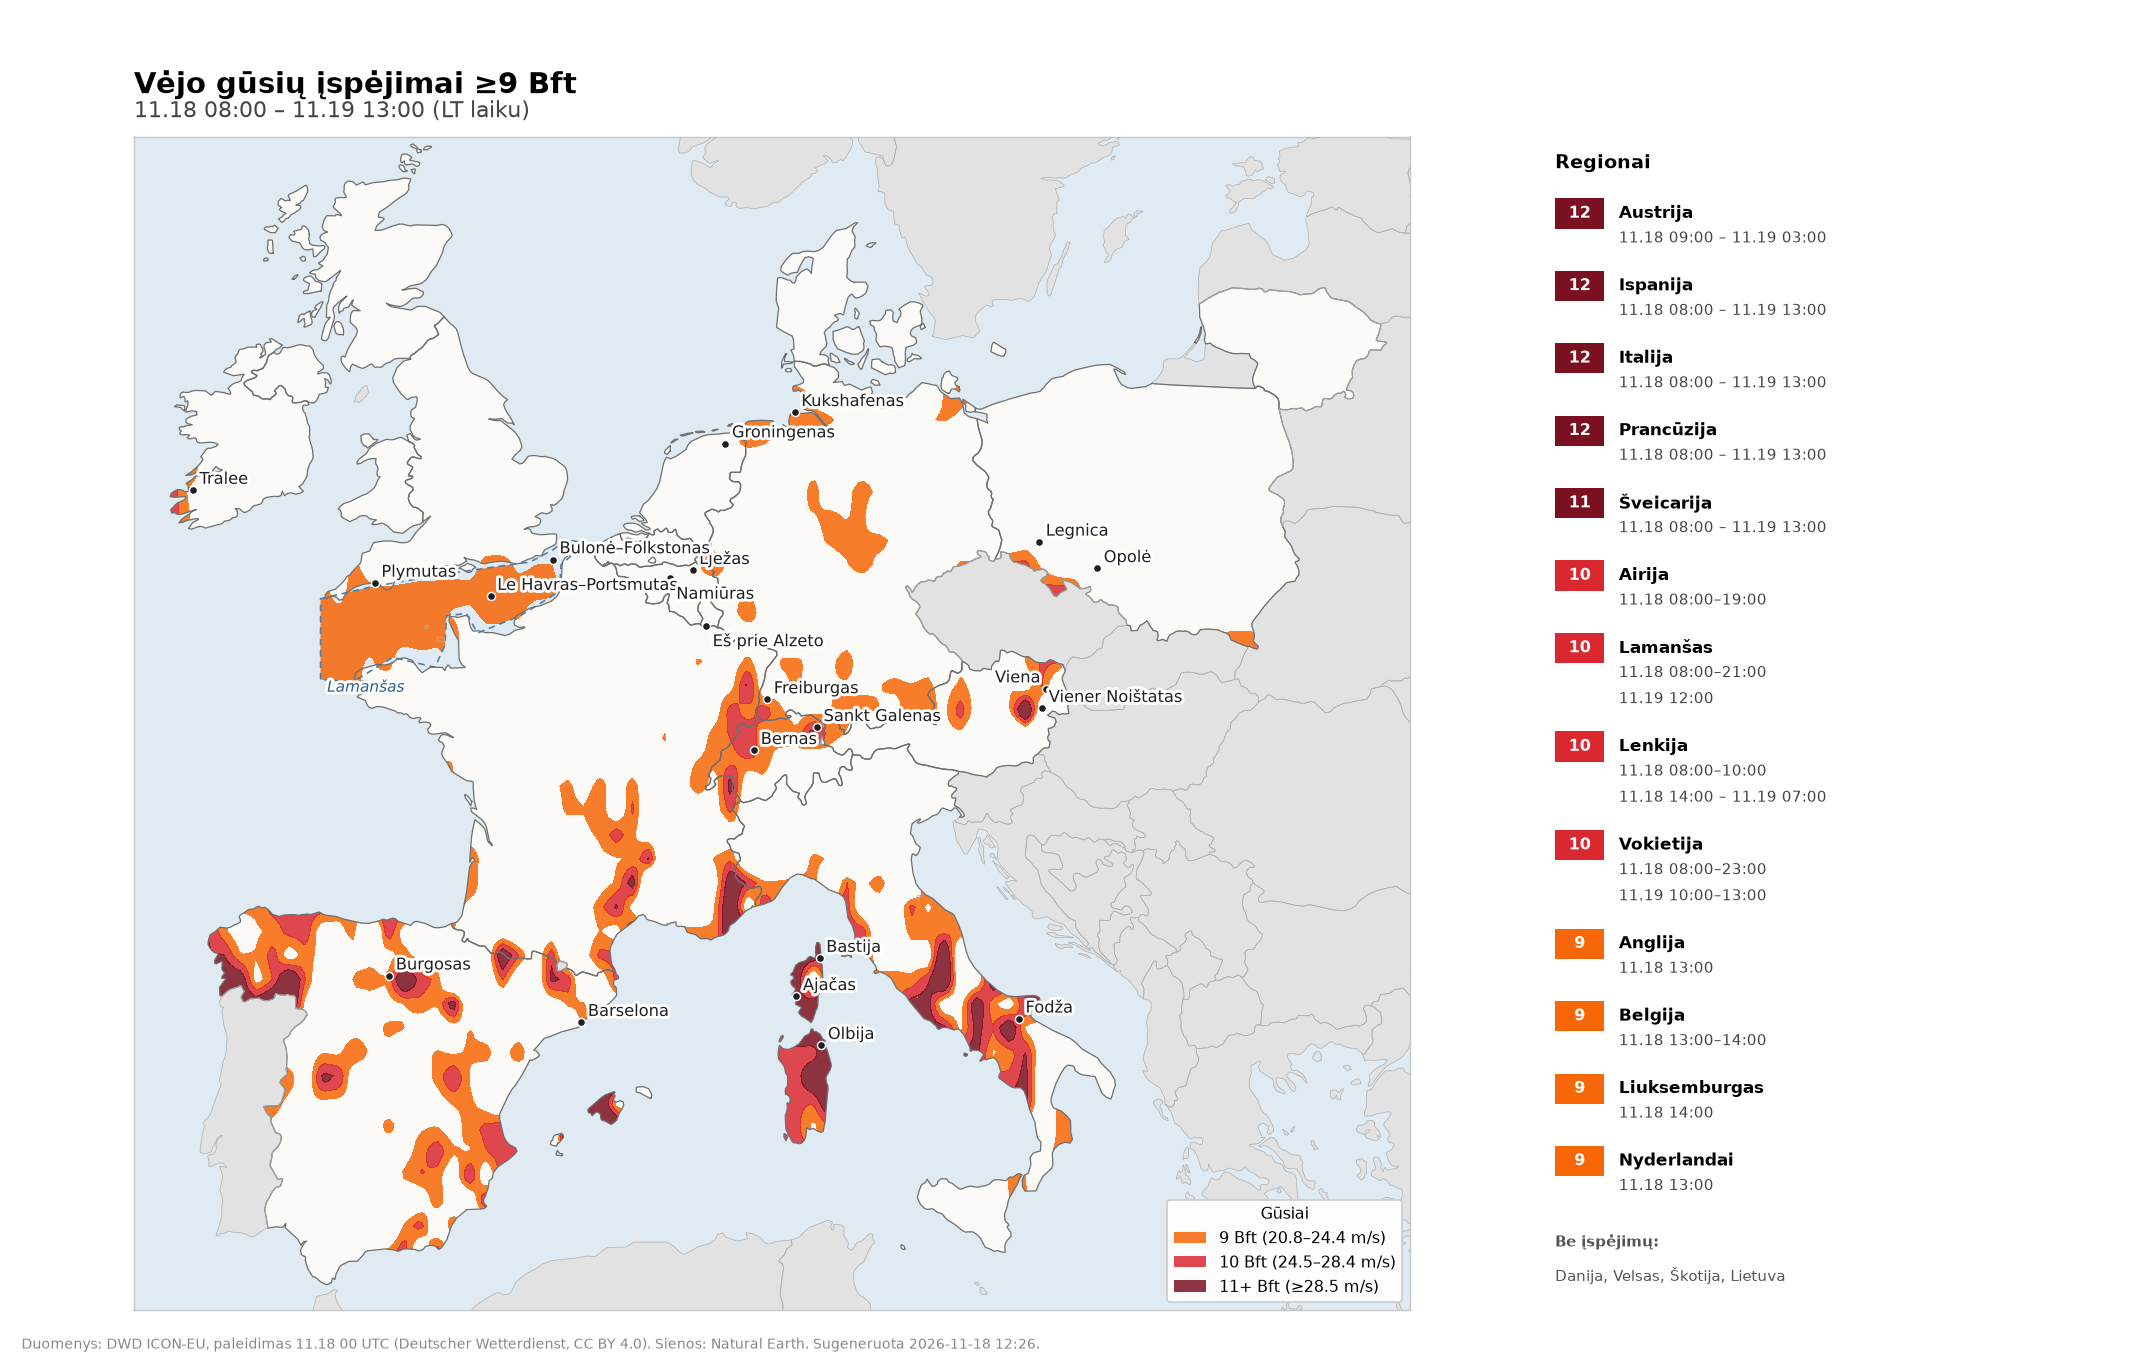 Vėjo gūsių įspėjimai ≥9 Bft
11.18 08:00 – 11.19 13:00 (LT laiku)
Kukshafenas
Groningenas
Tralee
Legnica
Bulonė–Folkstonas
Lježas
Opolė
Plymutas
Le Havras–Portsmutas
Namiūras
Eš prie Alzeto
Lamanšas
Viena
Freiburgas
Viener Noištatas
Sankt Galenas
Bernas
Bastija
Burgosas
Ajačas
Barselona
Fodža
Olbija
Gūsiai
9 Bft (20.8–24.4 m/s)
10 Bft (24.5–28.4 m/s)
11+ Bft (≥28.5 m/s)
Regionai
12 Austrija
11.18 09:00 – 11.19 03:00
12 Ispanija
11.18 08:00 – 11.19 13:00
12 Italija
11.18 08:00 – 11.19 13:00
12 Prancūzija
11.18 08:00 – 11.19 13:00
11 Šveicarija
11.18 08:00 – 11.19 13:00
10 Airija
11.18 08:00–19:00
10 Lamanšas
11.18 08:00–21:00
11.19 12:00
10 Lenkija
11.18 08:00–10:00
11.18 14:00 – 11.19 07:00
10 Vokietija
11.18 08:00–23:00
11.19 10:00–13:00
9 Anglija
11.18 13:00
9 Belgija
11.18 13:00–14:00
9 Liuksemburgas
11.18 14:00
9 Nyderlandai
11.18 13:00
Be įspėjimų:
Danija, Velsas, Škotija, Lietuva
Duomenys: DWD ICON-EU, paleidimas 11.18 00 UTC (Deutscher Wetterdienst, CC BY 4.0). Sienos: Natural Earth. Sugeneruota 2026-11-18 12:26.